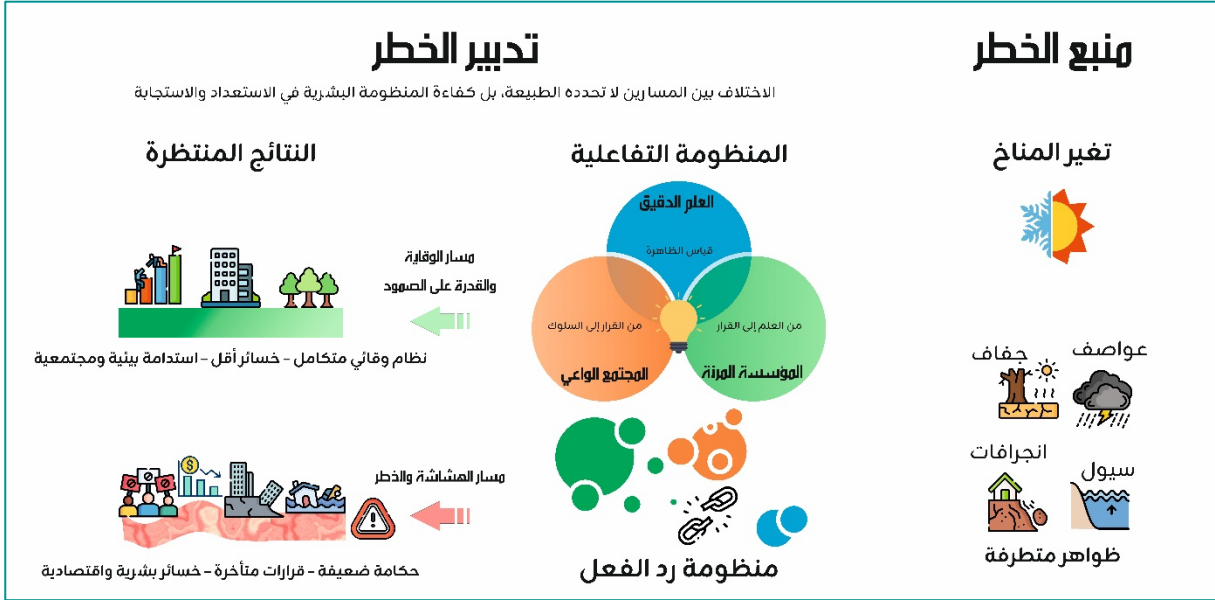 منبع الخطر
تدبير الخطر
الاختلاف بين المسارين لا تحدده الطبيعة، بل كفاءة المنظومة البشرية في الاستعداد والاستجابة
تغير المناخ
عواصف
جفاف
سيول
انجرافات
ظواهر متطرفة
المنظومة التفاعلية
العلم الدقيق
قياس الظاهرة
من العلم إلى القرار
المؤسسة المرنة
من القرار إلى السلوك
المجتمع الواعي
منظومة رد الفعل
النتائج المنتظرة
مسار الوقاية
والقدرة على الصمود
نظام وقائي متكامل – خسائر أقل – استدامة بيئية ومجتمعية
مسار الهشاشة والخطر
حكامة ضعيفة – قرارات متأخرة – خسائر بشرية واقتصادية